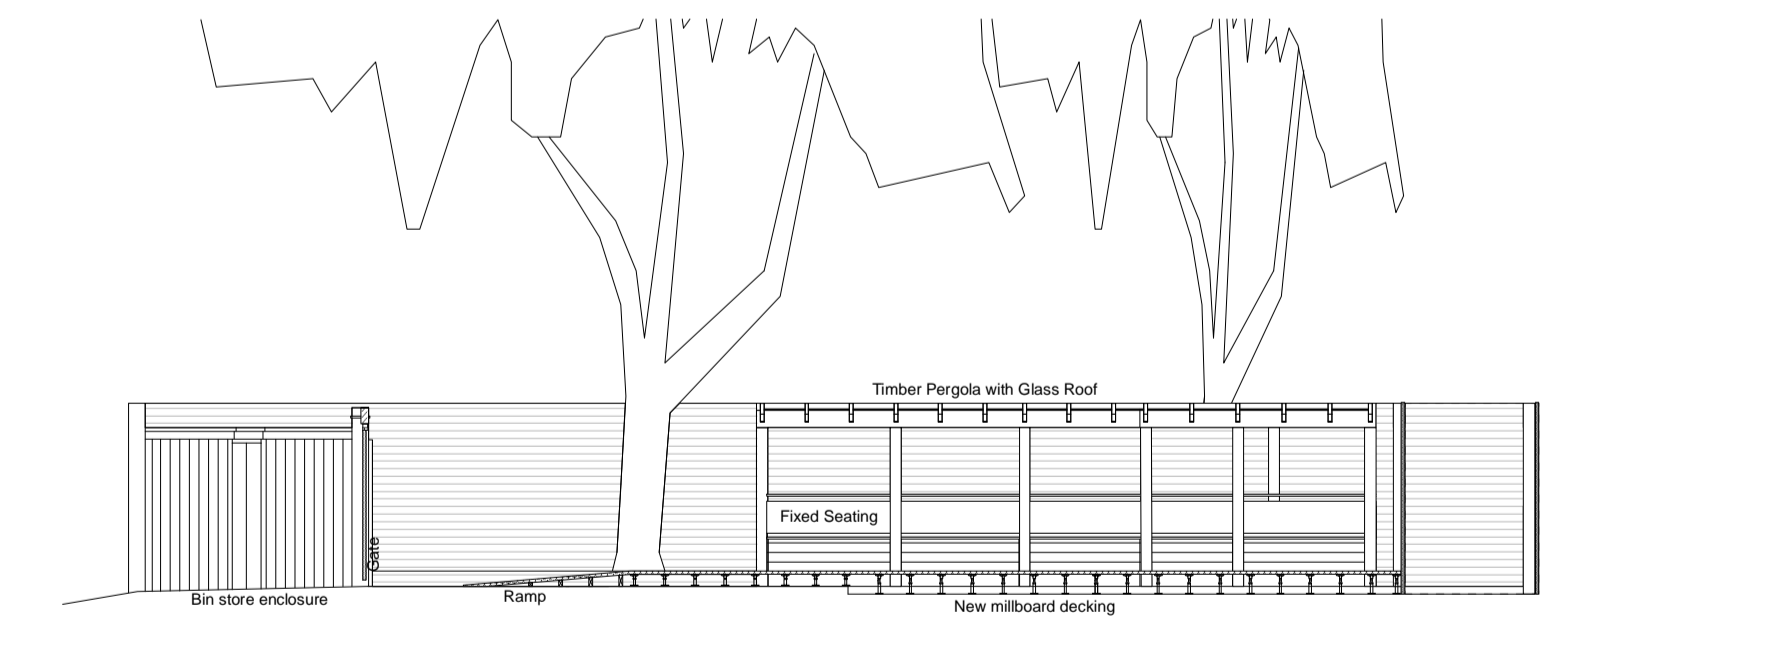 Timber Pergola with Glass Roof
Fixed Seating
Gate
Bin store enclosure
Ramp
New millboard decking